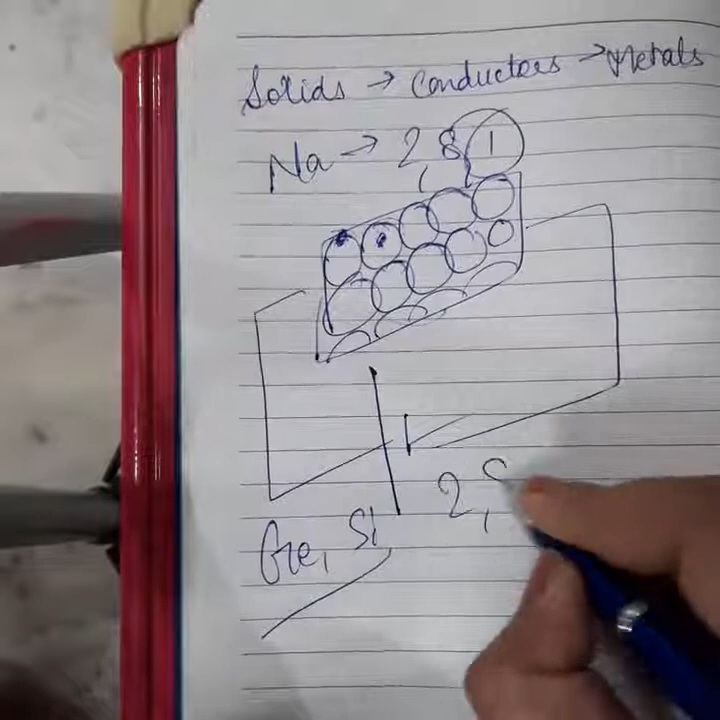 Solids → Conductors → Metals
Na → 2, 8, 1
Ge, Si
2, 8